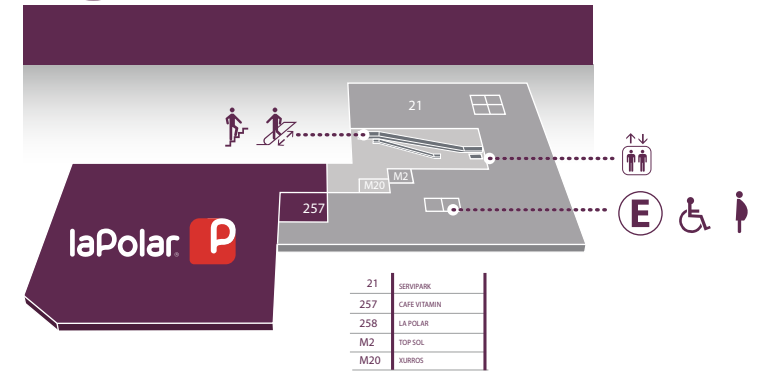 21
M2
M20
257
laPolar
P
E
21 SERVIPARK
257 CAFE VITAMIN
258 LA POLAR
M2 TOP SOL
M20 XURROS